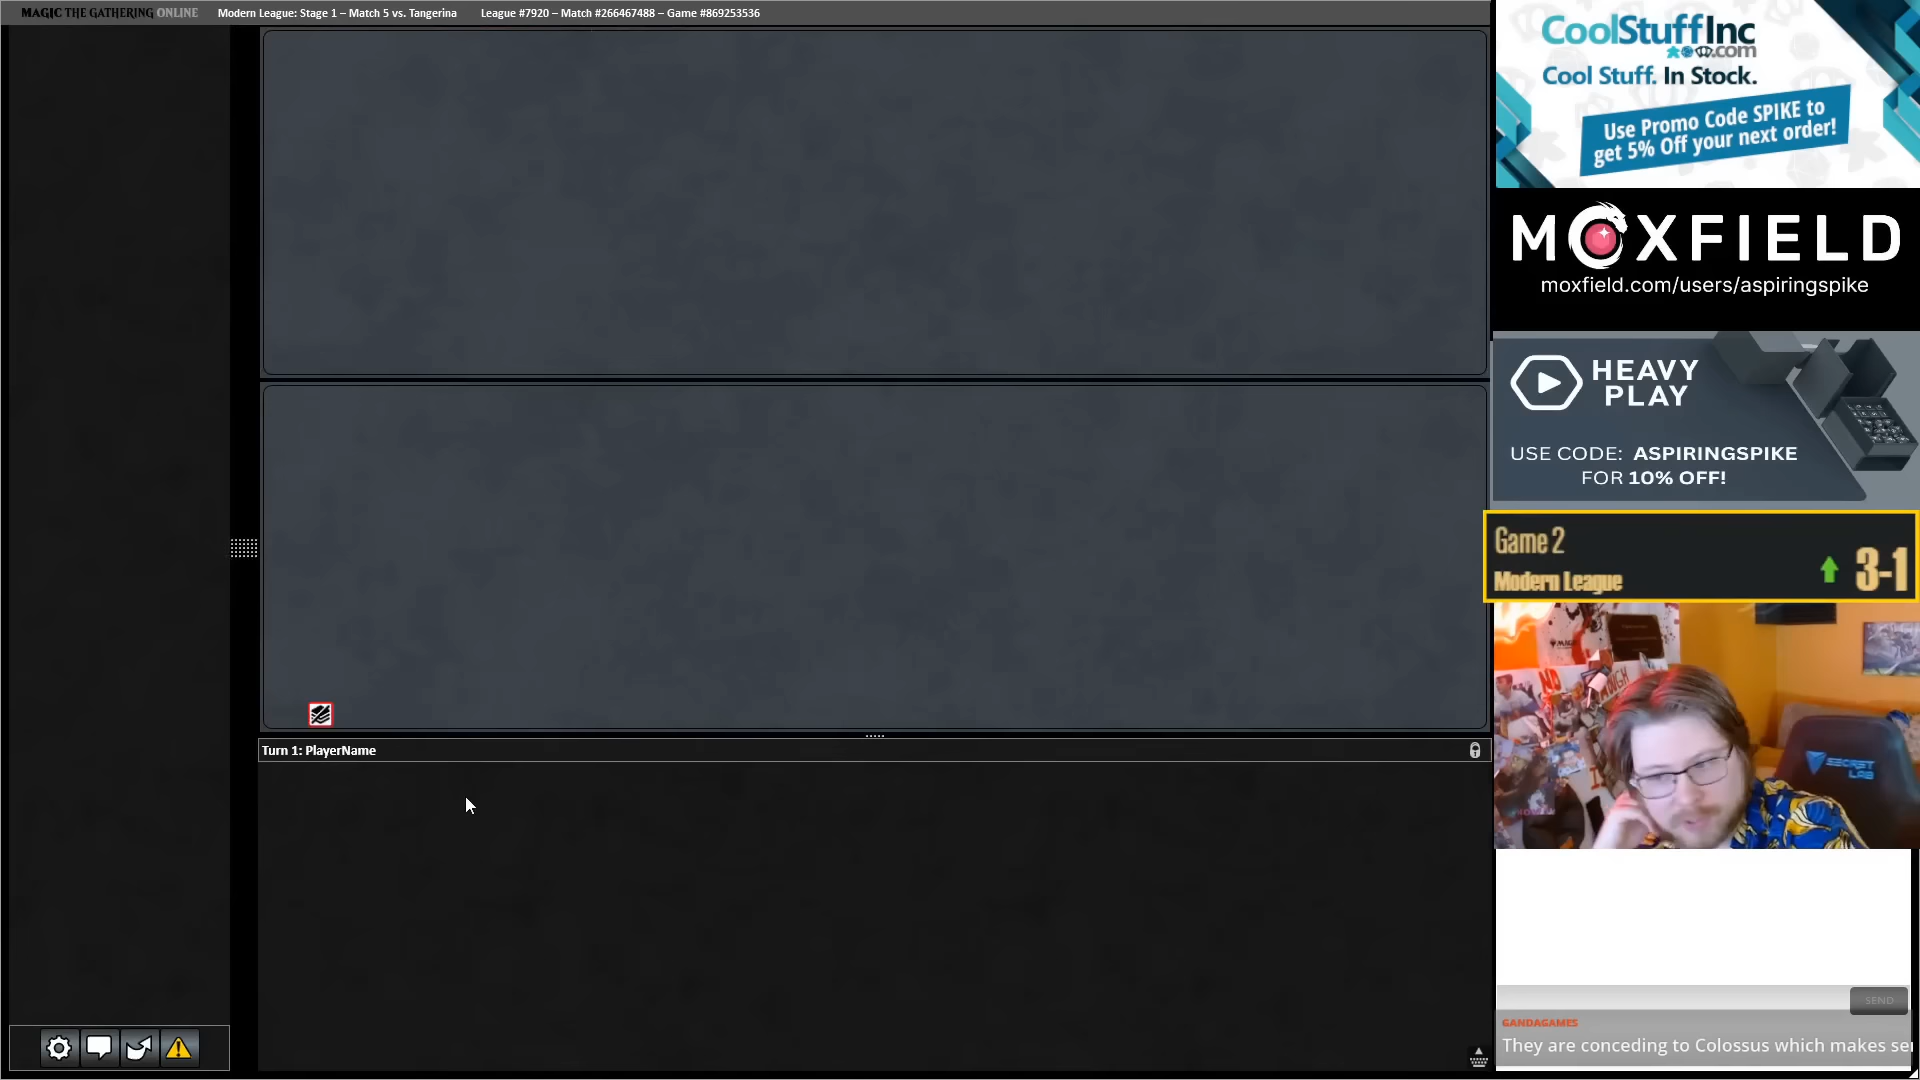 MAGIC THE GATHERING ONLINE
Modern League: Stage 1 – Match 5 vs. Tangerina
League #7920 – Match #266467488 – Game #869253536
CoolStuffInc
.com
Cool Stuff. In Stock.
Use Promo Code SPIKE to
get 5% Off your next order!
MOXFIELD
moxfield.com/users/aspiringspike
HEAVY
PLAY
USE CODE: ASPIRINGSPIKE
FOR 10% OFF!
Game 2
3-1
Modern League
SECRET
LAB
Turn 1: PlayerName
SEND
GANDAGAMES
They are conceding to Colossus which makes se